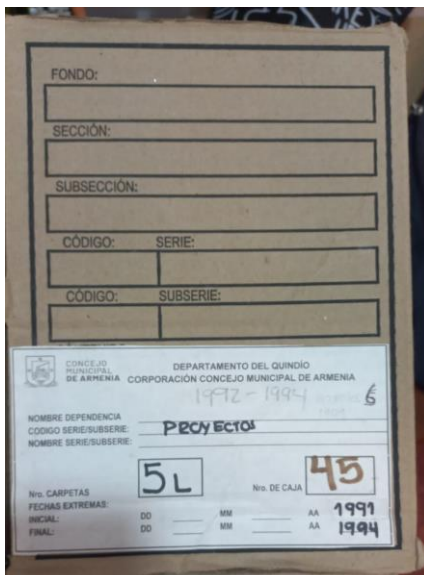 FONDO:
SECCIÓN:
SUBSECCIÓN:
CÓDIGO: SERIE:
CÓDIGO: SUBSERIE:
CONCEJO
MUNICIPAL
DE ARMENIA
DEPARTAMENTO DEL QUINDÍO
CORPORACIÓN CONCEJO MUNICIPAL DE ARMENIA
1992-1994
6
NOMBRE DEPENDENCIA
CODIGO SERIE/SUBSERIE: PROYECTOS
NOMBRE SERIE/SUBSERIE:
Nro. CARPETAS 5L Nro. DE CAJA 45
FECHAS EXTREMAS:
INICIAL: DD MM AA 1991
FINAL: DD MM AA 1994